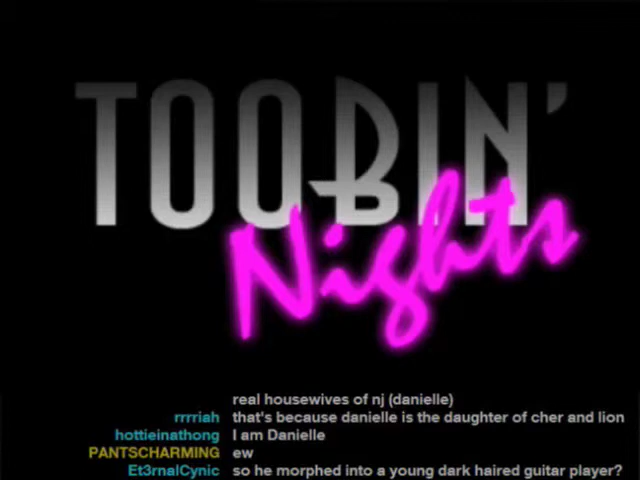 TOOBIN'
Nights
real housewives of nj (danielle)
rrrriah that's because danielle is the daughter of cher and lion
hottieinathong I am Danielle
PANTSCHARMING ew
Et3rnalCynic so he morphed into a young dark haired guitar player?